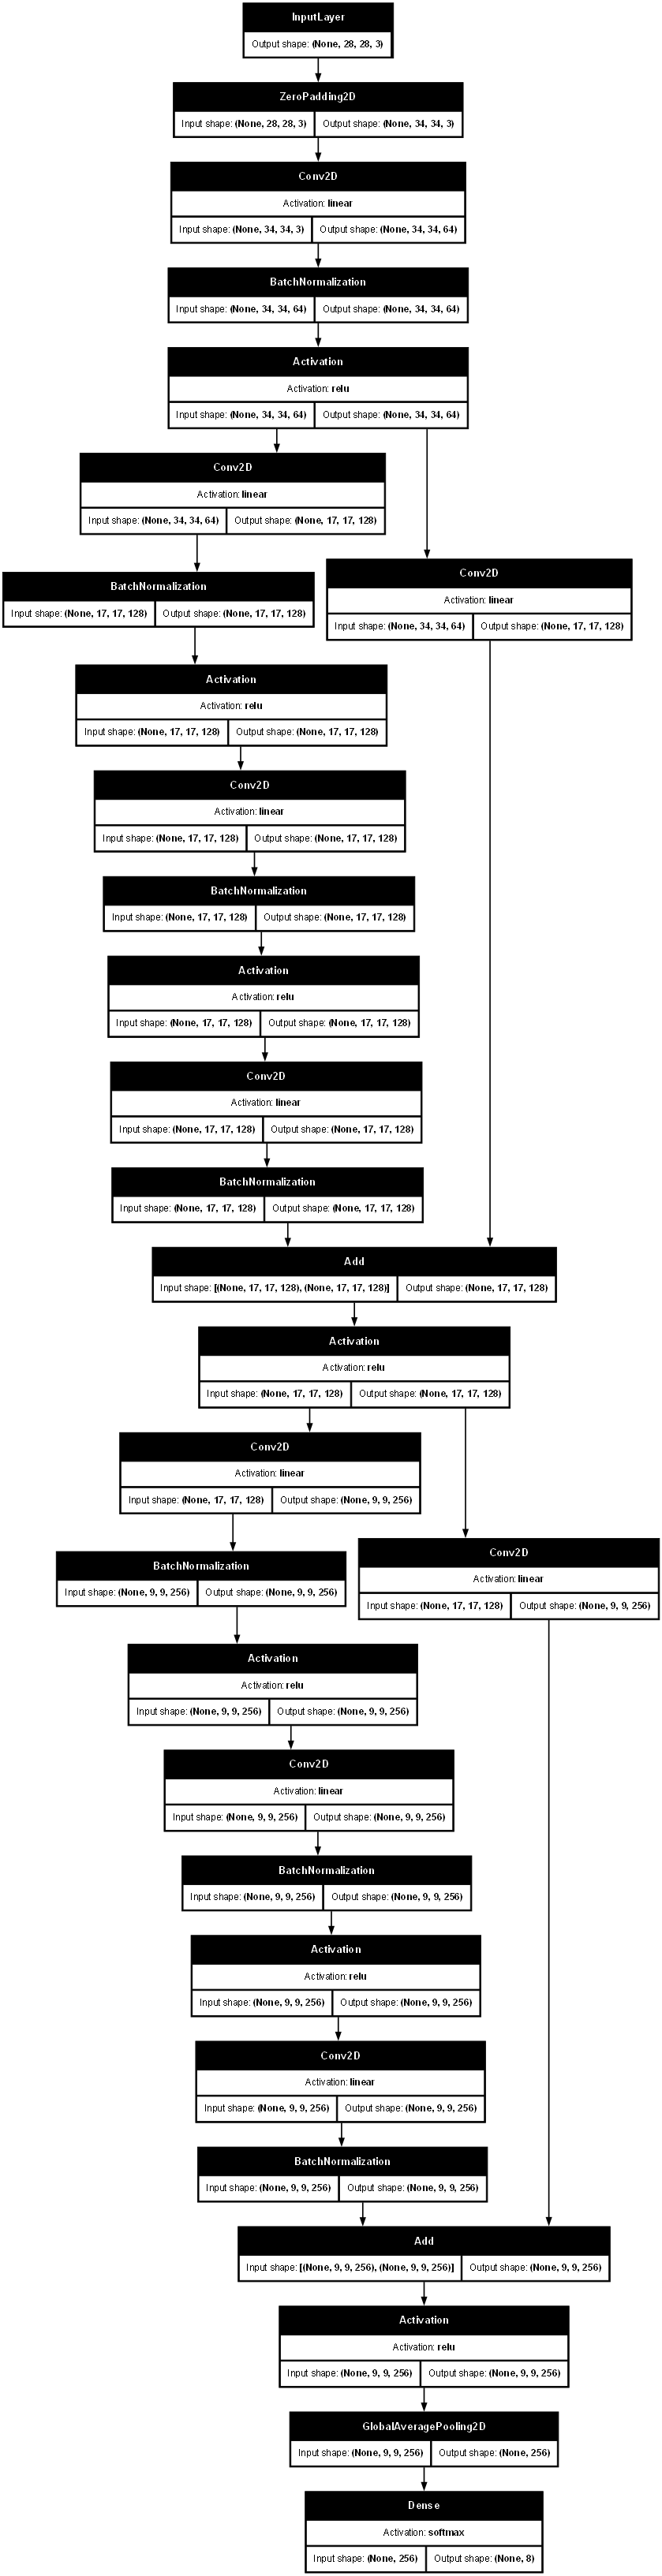 InputLayer
Output shape: (None, 28, 28, 3)
ZeroPadding2D
Input shape: (None, 28, 28, 3) Output shape: (None, 34, 34, 3)
Conv2D
Activation: linear
Input shape: (None, 34, 34, 3) Output shape: (None, 34, 34, 64)
BatchNormalization
Input shape: (None, 34, 34, 64) Output shape: (None, 34, 34, 64)
Activation
Activation: relu
Input shape: (None, 34, 34, 64) Output shape: (None, 34, 34, 64)
Conv2D
Activation: linear
Input shape: (None, 34, 34, 64) Output shape: (None, 17, 17, 128)
BatchNormalization
Input shape: (None, 17, 17, 128) Output shape: (None, 17, 17, 128)
Conv2D
Activation: linear
Input shape: (None, 34, 34, 64) Output shape: (None, 17, 17, 128)
Activation
Activation: relu
Input shape: (None, 17, 17, 128) Output shape: (None, 17, 17, 128)
Conv2D
Activation: linear
Input shape: (None, 17, 17, 128) Output shape: (None, 17, 17, 128)
BatchNormalization
Input shape: (None, 17, 17, 128) Output shape: (None, 17, 17, 128)
Activation
Activation: relu
Input shape: (None, 17, 17, 128) Output shape: (None, 17, 17, 128)
Conv2D
Activation: linear
Input shape: (None, 17, 17, 128) Output shape: (None, 17, 17, 128)
BatchNormalization
Input shape: (None, 17, 17, 128) Output shape: (None, 17, 17, 128)
Add
Input shape: [(None, 17, 17, 128), (None, 17, 17, 128)] Output shape: (None, 17, 17, 128)
Activation
Activation: relu
Input shape: (None, 17, 17, 128) Output shape: (None, 17, 17, 128)
Conv2D
Activation: linear
Input shape: (None, 17, 17, 128) Output shape: (None, 9, 9, 256)
BatchNormalization
Input shape: (None, 9, 9, 256) Output shape: (None, 9, 9, 256)
Conv2D
Activation: linear
Input shape: (None, 17, 17, 128) Output shape: (None, 9, 9, 256)
Activation
Activation: relu
Input shape: (None, 9, 9, 256) Output shape: (None, 9, 9, 256)
Conv2D
Activation: linear
Input shape: (None, 9, 9, 256) Output shape: (None, 9, 9, 256)
BatchNormalization
Input shape: (None, 9, 9, 256) Output shape: (None, 9, 9, 256)
Activation
Activation: relu
Input shape: (None, 9, 9, 256) Output shape: (None, 9, 9, 256)
Conv2D
Activation: linear
Input shape: (None, 9, 9, 256) Output shape: (None, 9, 9, 256)
BatchNormalization
Input shape: (None, 9, 9, 256) Output shape: (None, 9, 9, 256)
Add
Input shape: [(None, 9, 9, 256), (None, 9, 9, 256)] Output shape: (None, 9, 9, 256)
Activation
Activation: relu
Input shape: (None, 9, 9, 256) Output shape: (None, 9, 9, 256)
GlobalAveragePooling2D
Input shape: (None, 9, 9, 256) Output shape: (None, 256)
Dense
Activation: softmax
Input shape: (None, 256) Output shape: (None, 8)